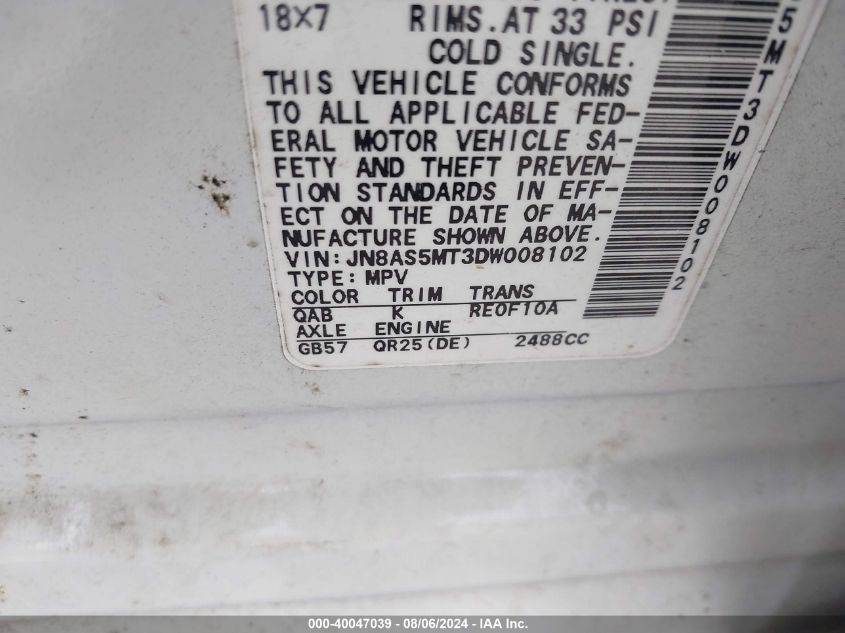 18X7 RIMS.AT 33 PSI
COLD SINGLE.
THIS VEHICLE CONFORMS
TO ALL APPLICABLE FED-
ERAL MOTOR VEHICLE SA-
FETY AND THEFT PREVEN-
TION STANDARDS IN EFF-
ECT ON THE DATE OF MA-
NUFACTURE SHOWN ABOVE.
VIN:JN8AS5MT3DW008102
TYPE:MPV
COLOR TRIM TRANS
QAB K RE0F10A
AXLE ENGINE
GB57 QR25(DE) 2488CC
5MT3DW008102
000-40047039 - 08/06/2024 - IAA Inc.